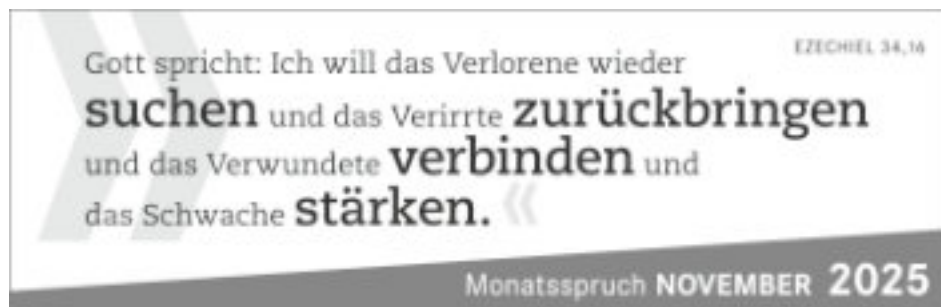 EZECHIEL 34,16
Gott spricht: Ich will das Verlorene wieder
suchen und das Verirrte zurückbringen
und das Verwundete verbinden und
das Schwache stärken. «
Monatsspruch NOVEMBER 2025